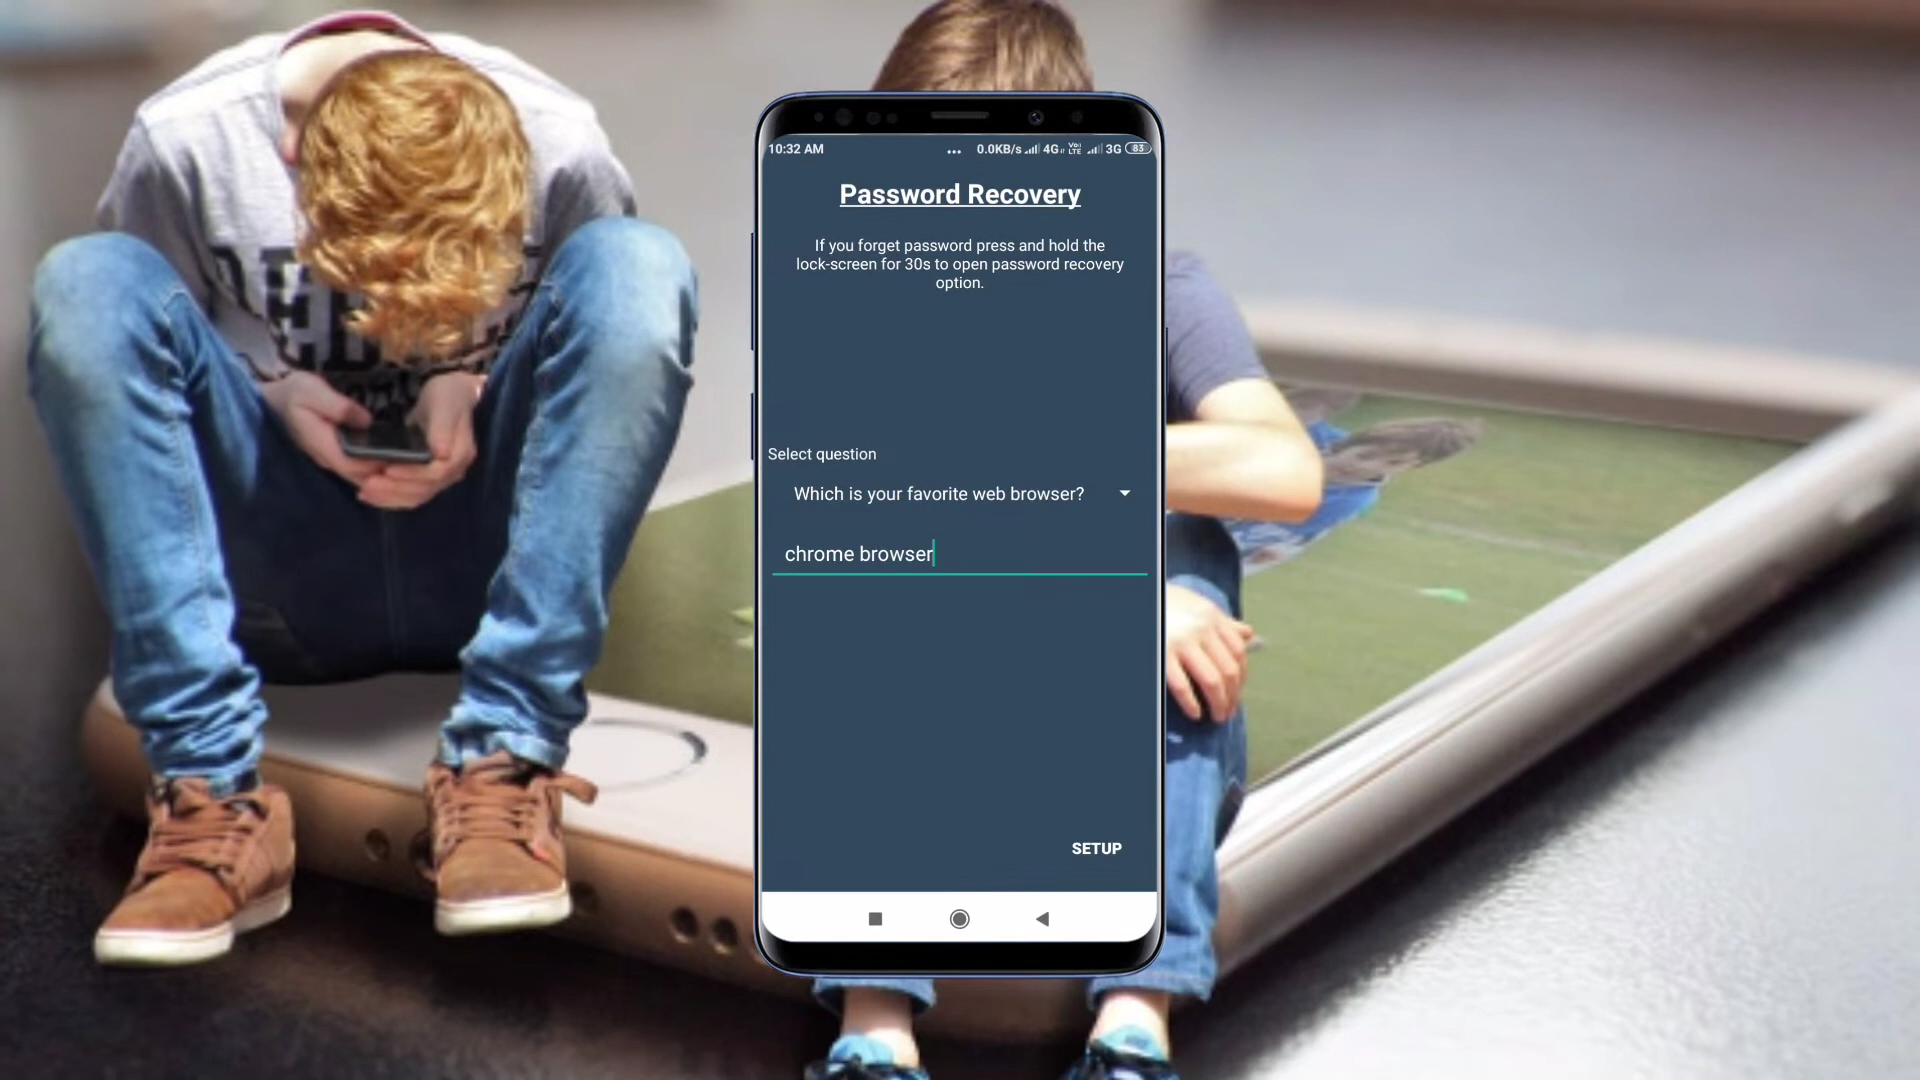 10:32 AM ... 0.0KB/s 4G Vo) LTE 3G 83
Password Recovery
If you forget password press and hold the
lock-screen for 30s to open password recovery
option.
Select question
Which is your favorite web browser?
chrome browser
SETUP